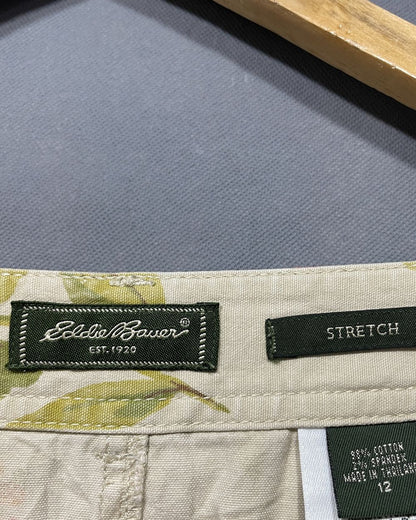 Eddie Bauer®
EST. 1920
STRETCH
98% COTTON
2% SPANDEX
MADE IN THAILAND
12